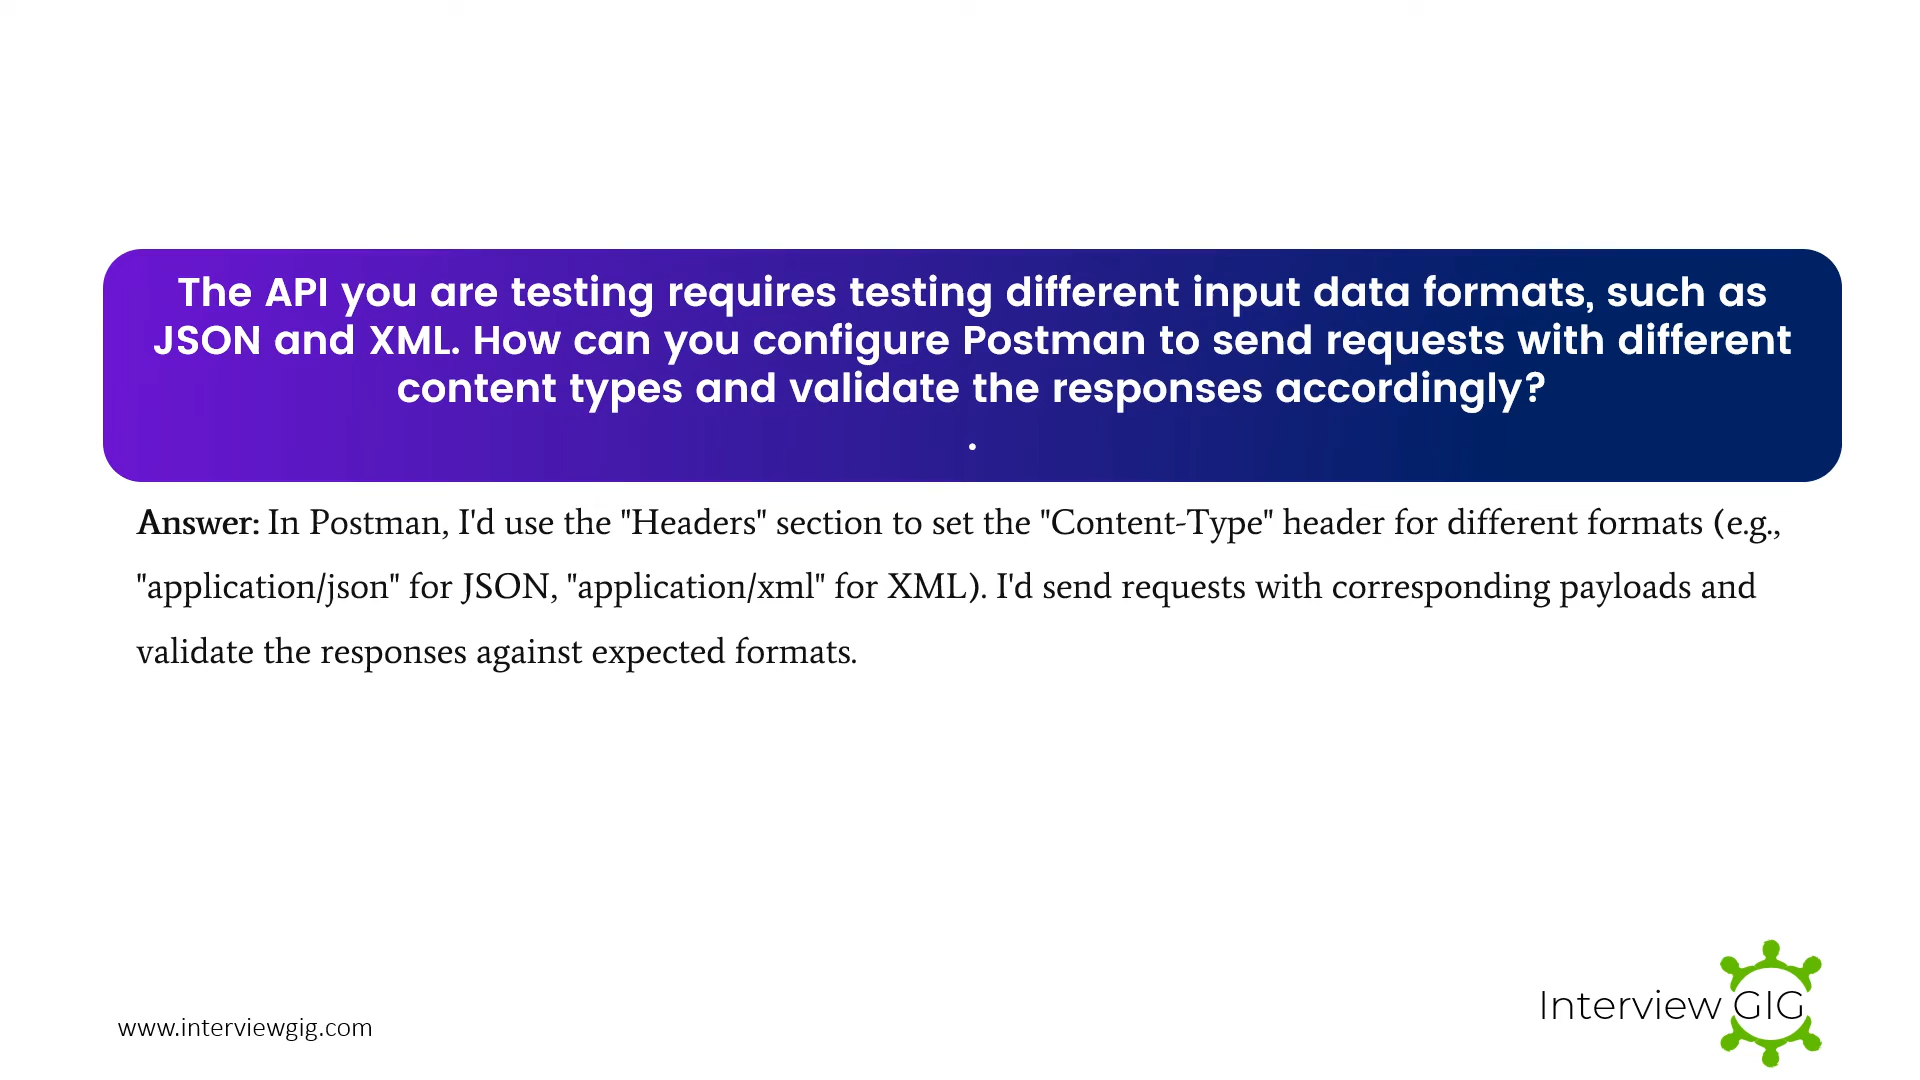 The API you are testing requires testing different input data formats, such as
JSON and XML. How can you configure Postman to send requests with different
content types and validate the responses accordingly?
.
Answer: In Postman, I'd use the "Headers" section to set the "Content-Type" header for different formats (e.g.,
"application/json" for JSON, "application/xml" for XML). I'd send requests with corresponding payloads and
validate the responses against expected formats.
Interview GIG
www.interviewgig.com